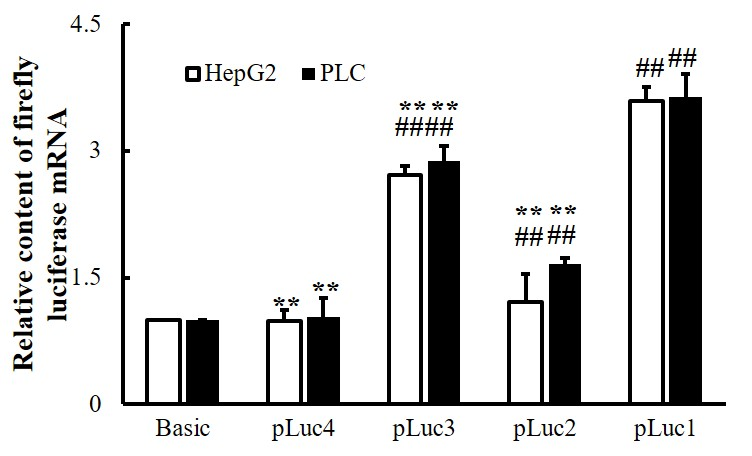 Relative content of firefly
luciferase mRNA
4.5
3
1.5
0
HepG2 PLC
** **
** **
#### 
** **
## ##
## ##
Basic pLuc4 pLuc3 pLuc2 pLuc1